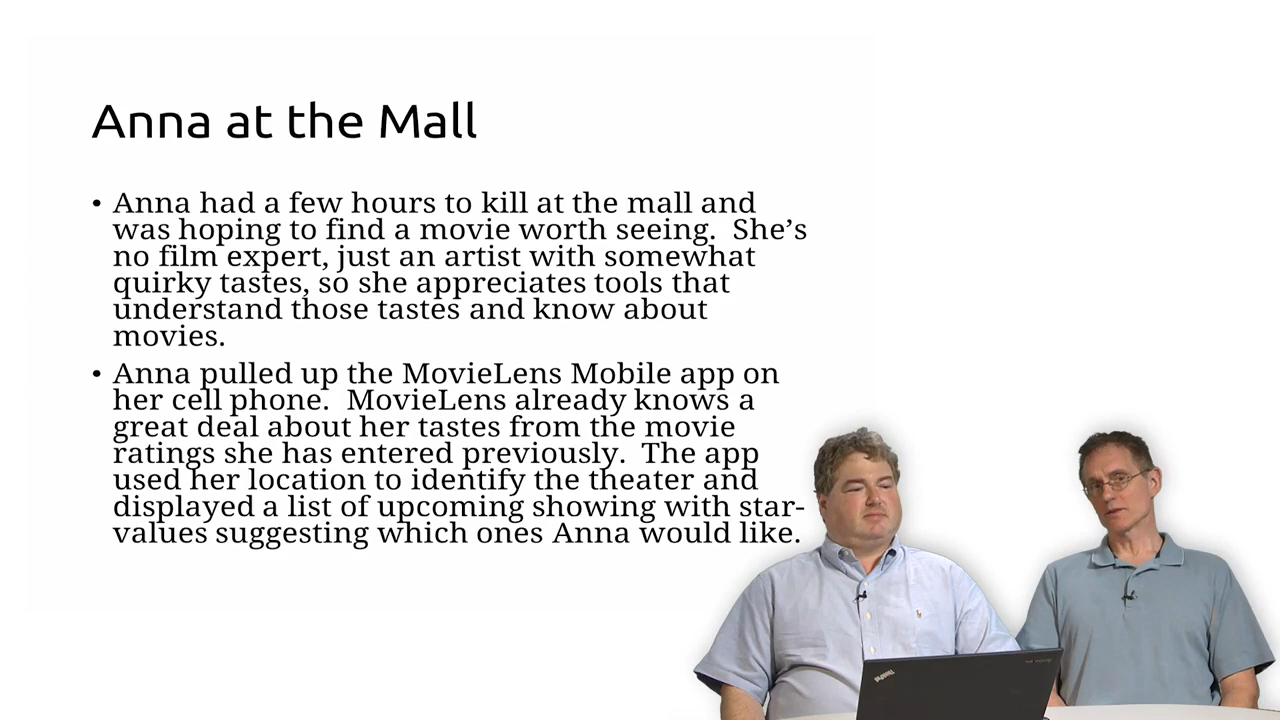 Anna at the Mall
• Anna had a few hours to kill at the mall and
was hoping to find a movie worth seeing.  She’s
no film expert, just an artist with somewhat
quirky tastes, so she appreciates tools that
understand those tastes and know about
movies.
• Anna pulled up the MovieLens Mobile app on
her cell phone.  MovieLens already knows a
great deal about her tastes from the movie
ratings she has entered previously.  The app
used her location to identify the theater and
displayed a list of upcoming showing with star-
values suggesting which ones Anna would like.
ThinkPad